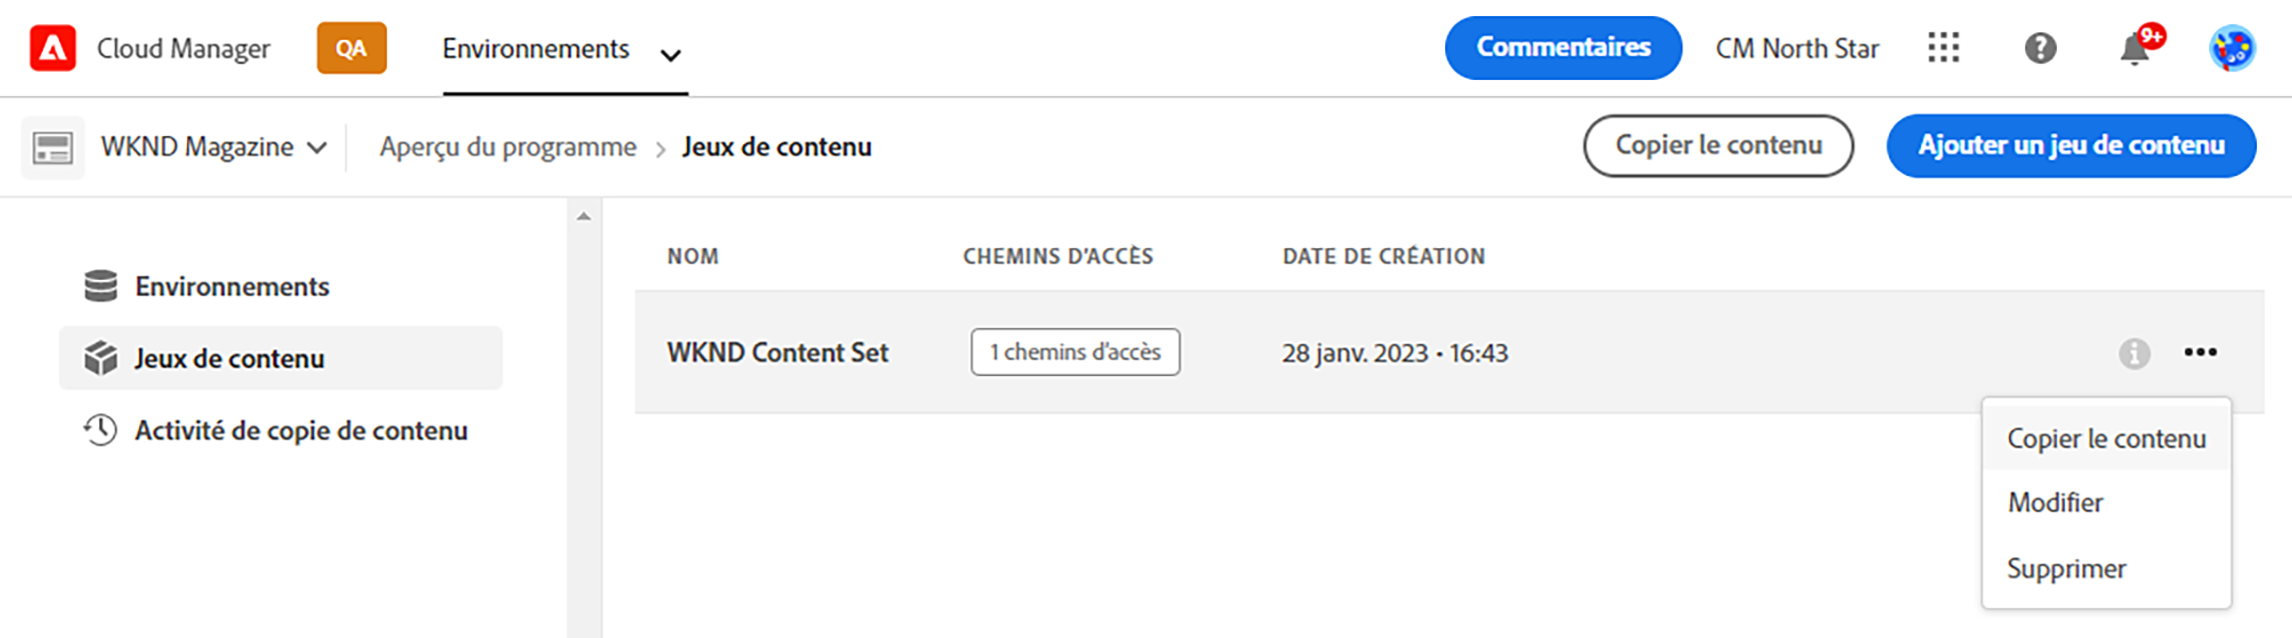 Cloud Manager QA Environnements Commentaires CM North Star 9+
WKND Magazine Aperçu du programme > Jeux de contenu Copier le contenu Ajouter un jeu de contenu
NOM CHEMINS D'ACCÈS DATE DE CRÉATION
Environnements
WKND Content Set 1 chemins d'accès 28 janv. 2023 • 16:43
Jeux de contenu
Activité de copie de contenu
Copier le contenu
Modifier
Supprimer